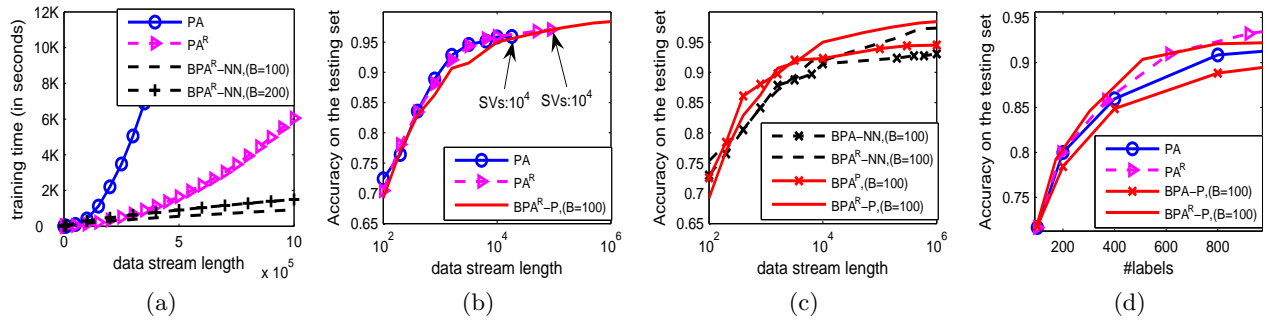 training time (in seconds)
12K
10K
8K
6K
4K
2K
0
0
5
10
data stream length
x 10^5
PA
PA^R
BPA^R−NN,(B=100)
BPA^R−NN,(B=200)
(a)
Accuracy on the testing set
0.95
0.9
0.85
0.8
0.75
0.7
0.65
10^2
10^4
10^6
data stream length
SVs:10^4
SVs:10^4
PA
PA^R
BPA^R−P,(B=100)
(b)
Accuracy on the testing set
0.95
0.9
0.85
0.8
0.75
0.7
0.65
10^2
10^4
10^6
data stream length
BPA−NN,(B=100)
BPA^R−NN,(B=100)
BPA^P,(B=100)
BPA^R−P,(B=100)
(c)
Accuracy on the testing set
0.95
0.9
0.85
0.8
0.75
200
400
600
800
#labels
PA
PA^R
BPA−P,(B=100)
BPA^R−P,(B=100)
(d)